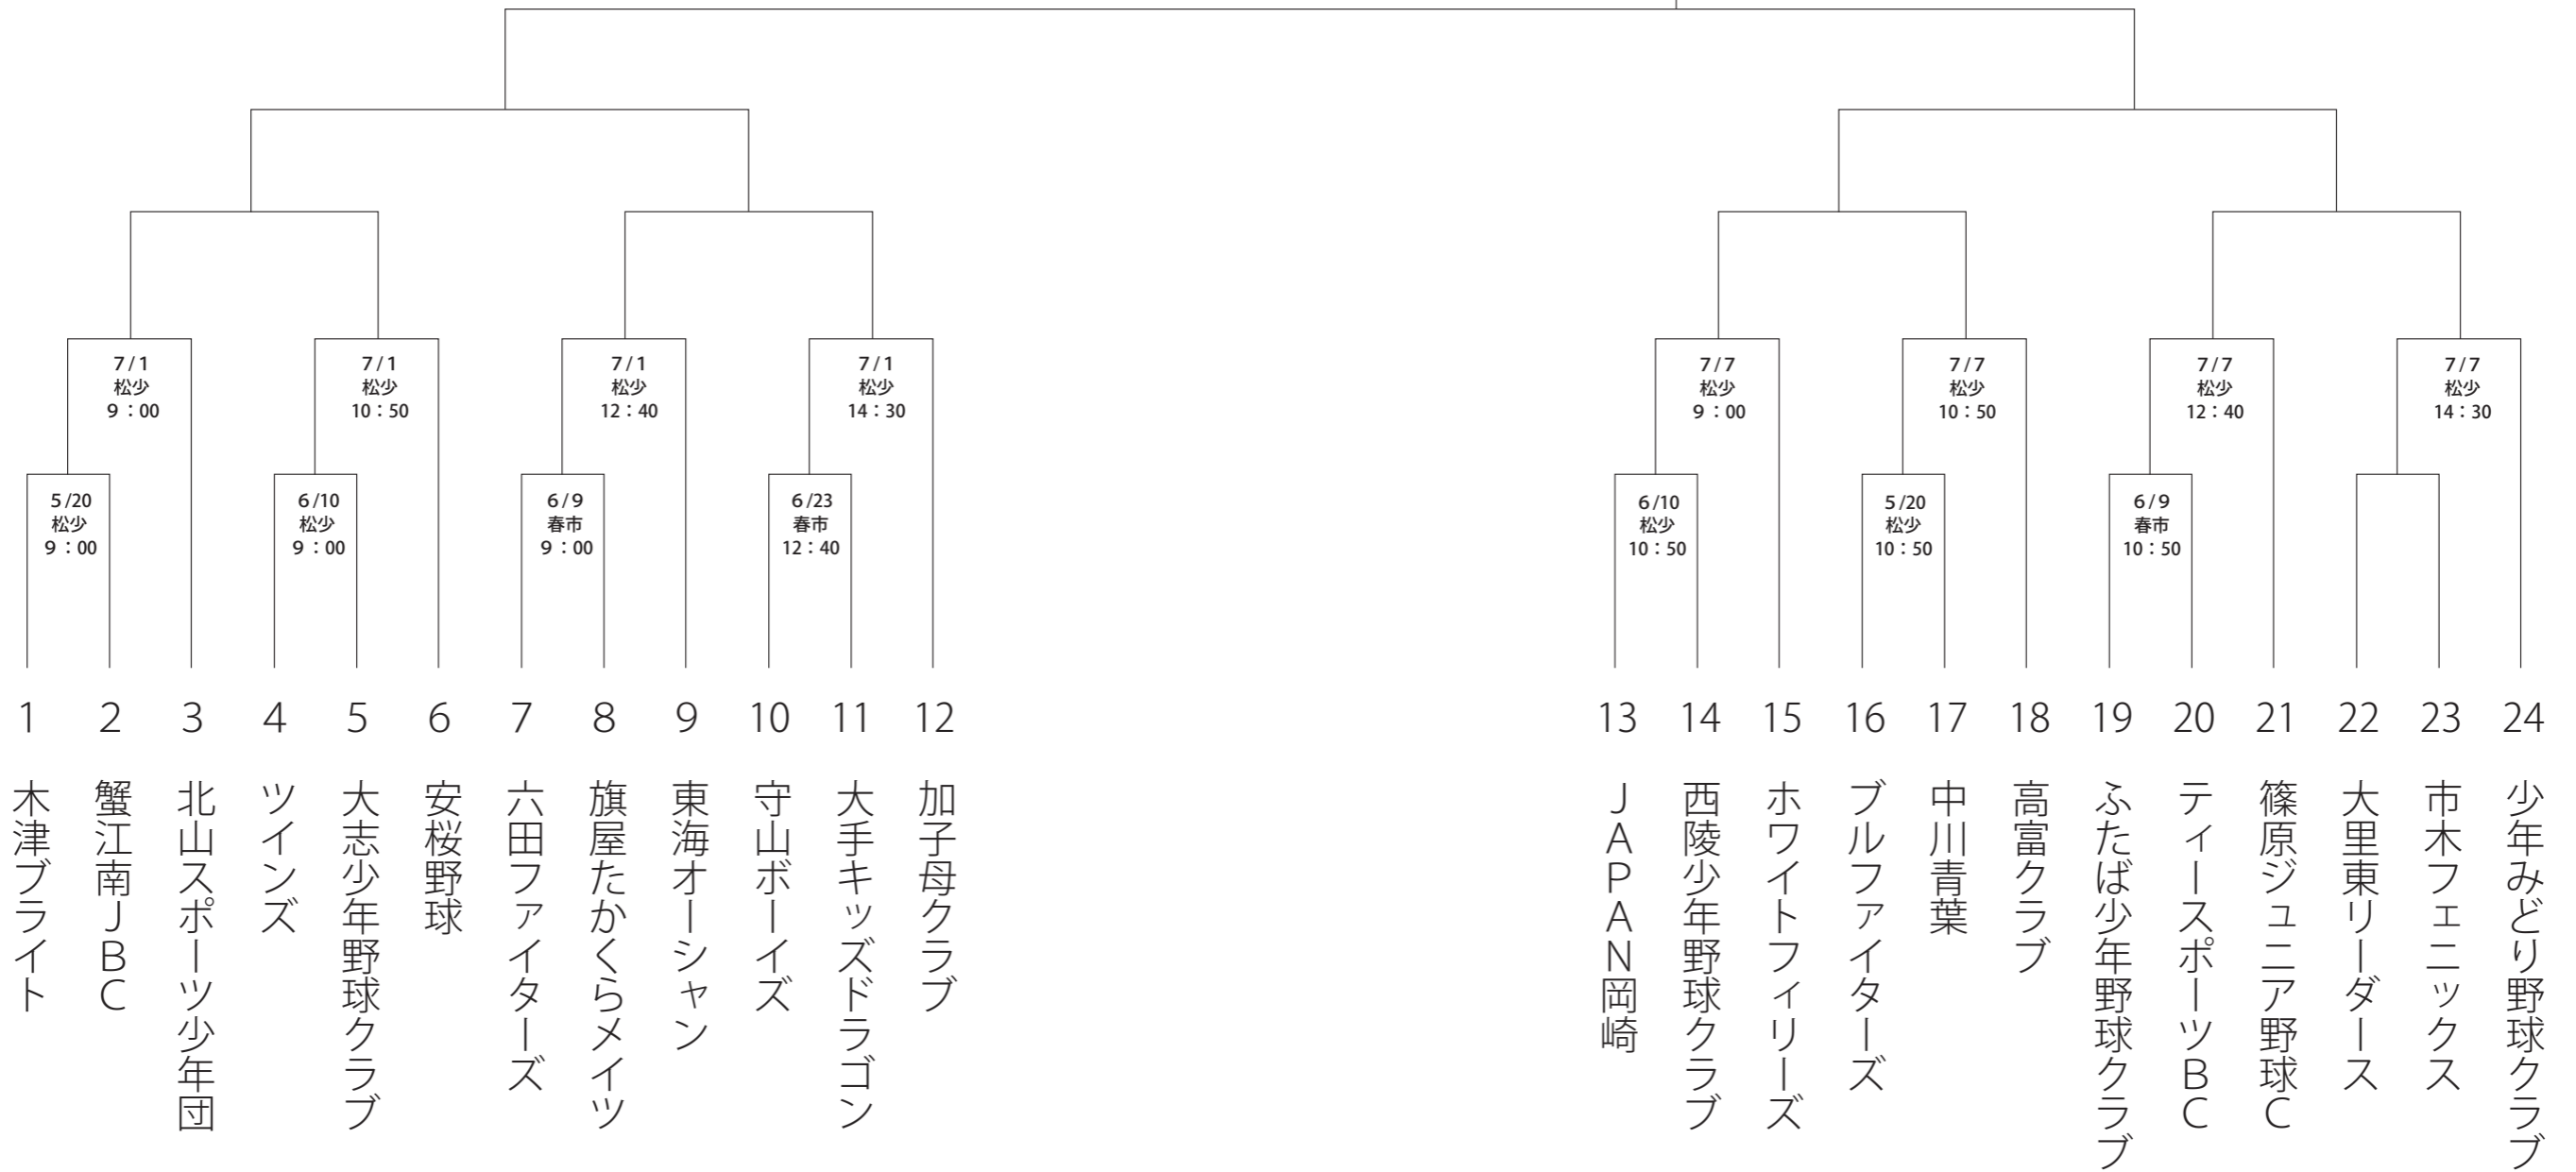 7/1
松少
9：00
7/1
松少
10：50
7/1
松少
12：40
7/1
松少
14：30
7/7
松少
9：00
7/7
松少
10：50
7/7
松少
12：40
7/7
松少
14：30
5/20
松少
9：00
6/10
松少
9：00
6/9
春市
9：00
6/23
春市
12：40
6/10
松少
10：50
5/20
松少
10：50
6/9
春市
10：50
1
木津ブライト
2
蟹江南ＪＢＣ
3
北山スポーツ少年団
4
ツインズ
5
大志少年野球クラブ
6
安桜野球
7
六田ファイターズ
8
旗屋たかくらメイツ
9
東海オーシャン
10
守山ボーイズ
11
大手キッズドラゴン
12
加子母クラブ
13
ＪＡＰＡＮ岡崎
14
西陵少年野球クラブ
15
ホワイトフィリーズ
16
ブルファイターズ
17
中川青葉
18
高富クラブ
19
ふたば少年野球クラブ
20
ティースポーツＢＣ
21
篠原ジュニア野球Ｃ
22
大里東リーダース
23
市木フェニックス
24
少年みどり野球クラブ